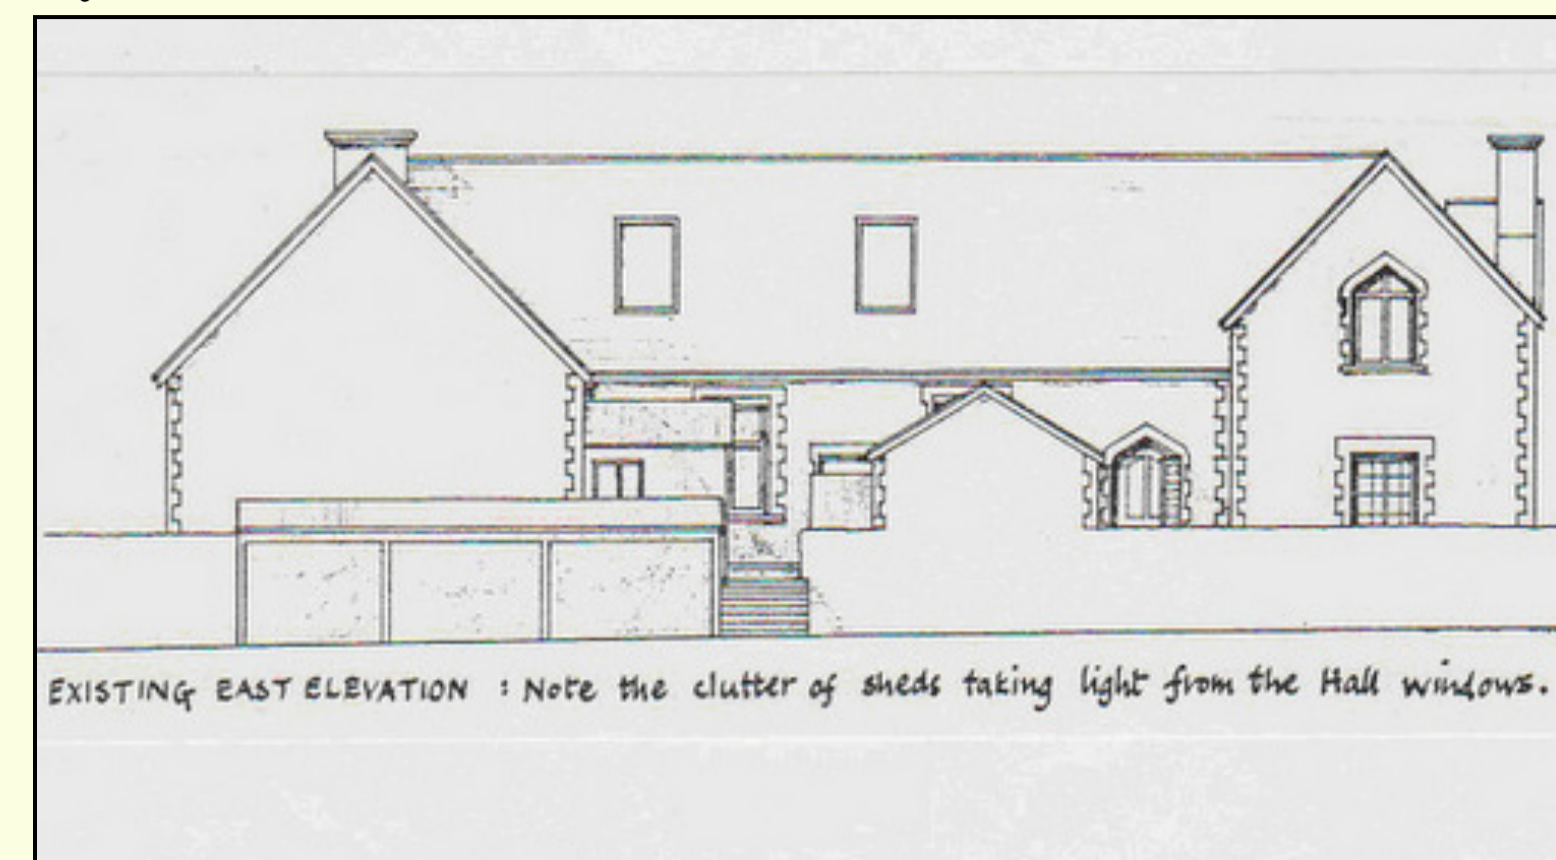 EXISTING EAST ELEVATION : Note the clutter of sheds taking light from the Hall windows.